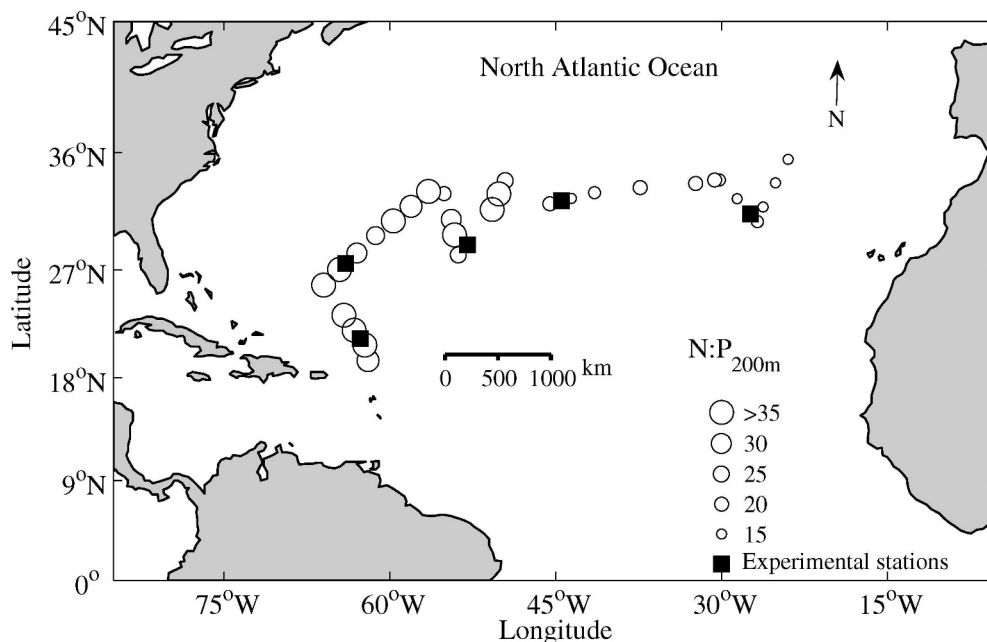 45°N
North Atlantic Ocean
N
36°N
27°N
Latitude
N:P200m
0 500 1000 km
18°N
>35
30
25
9°N
20
15
Experimental stations
0°
75°W 60°W 45°W 30°W 15°W
Longitude